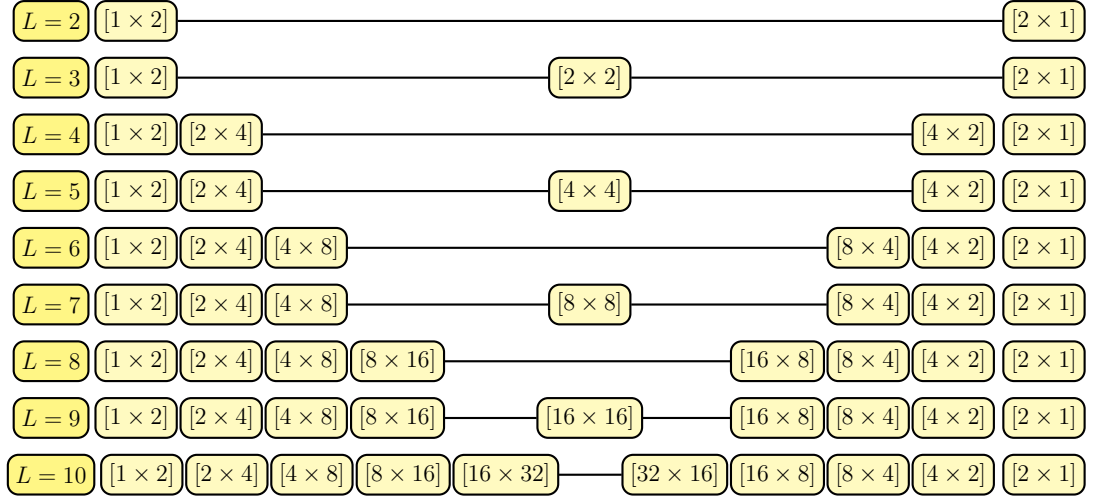 L = 2 [1 × 2] [2 × 1]
L = 3 [1 × 2] [2 × 2] [2 × 1]
L = 4 [1 × 2] [2 × 4] [4 × 2] [2 × 1]
L = 5 [1 × 2] [2 × 4] [4 × 4] [4 × 2] [2 × 1]
L = 6 [1 × 2] [2 × 4] [4 × 8] [8 × 4] [4 × 2] [2 × 1]
L = 7 [1 × 2] [2 × 4] [4 × 8] [8 × 8] [8 × 4] [4 × 2] [2 × 1]
L = 8 [1 × 2] [2 × 4] [4 × 8] [8 × 16] [16 × 8] [8 × 4] [4 × 2] [2 × 1]
L = 9 [1 × 2] [2 × 4] [4 × 8] [8 × 16] [16 × 16] [16 × 8] [8 × 4] [4 × 2] [2 × 1]
L = 10 [1 × 2] [2 × 4] [4 × 8] [8 × 16] [16 × 32] [32 × 16] [16 × 8] [8 × 4] [4 × 2] [2 × 1]